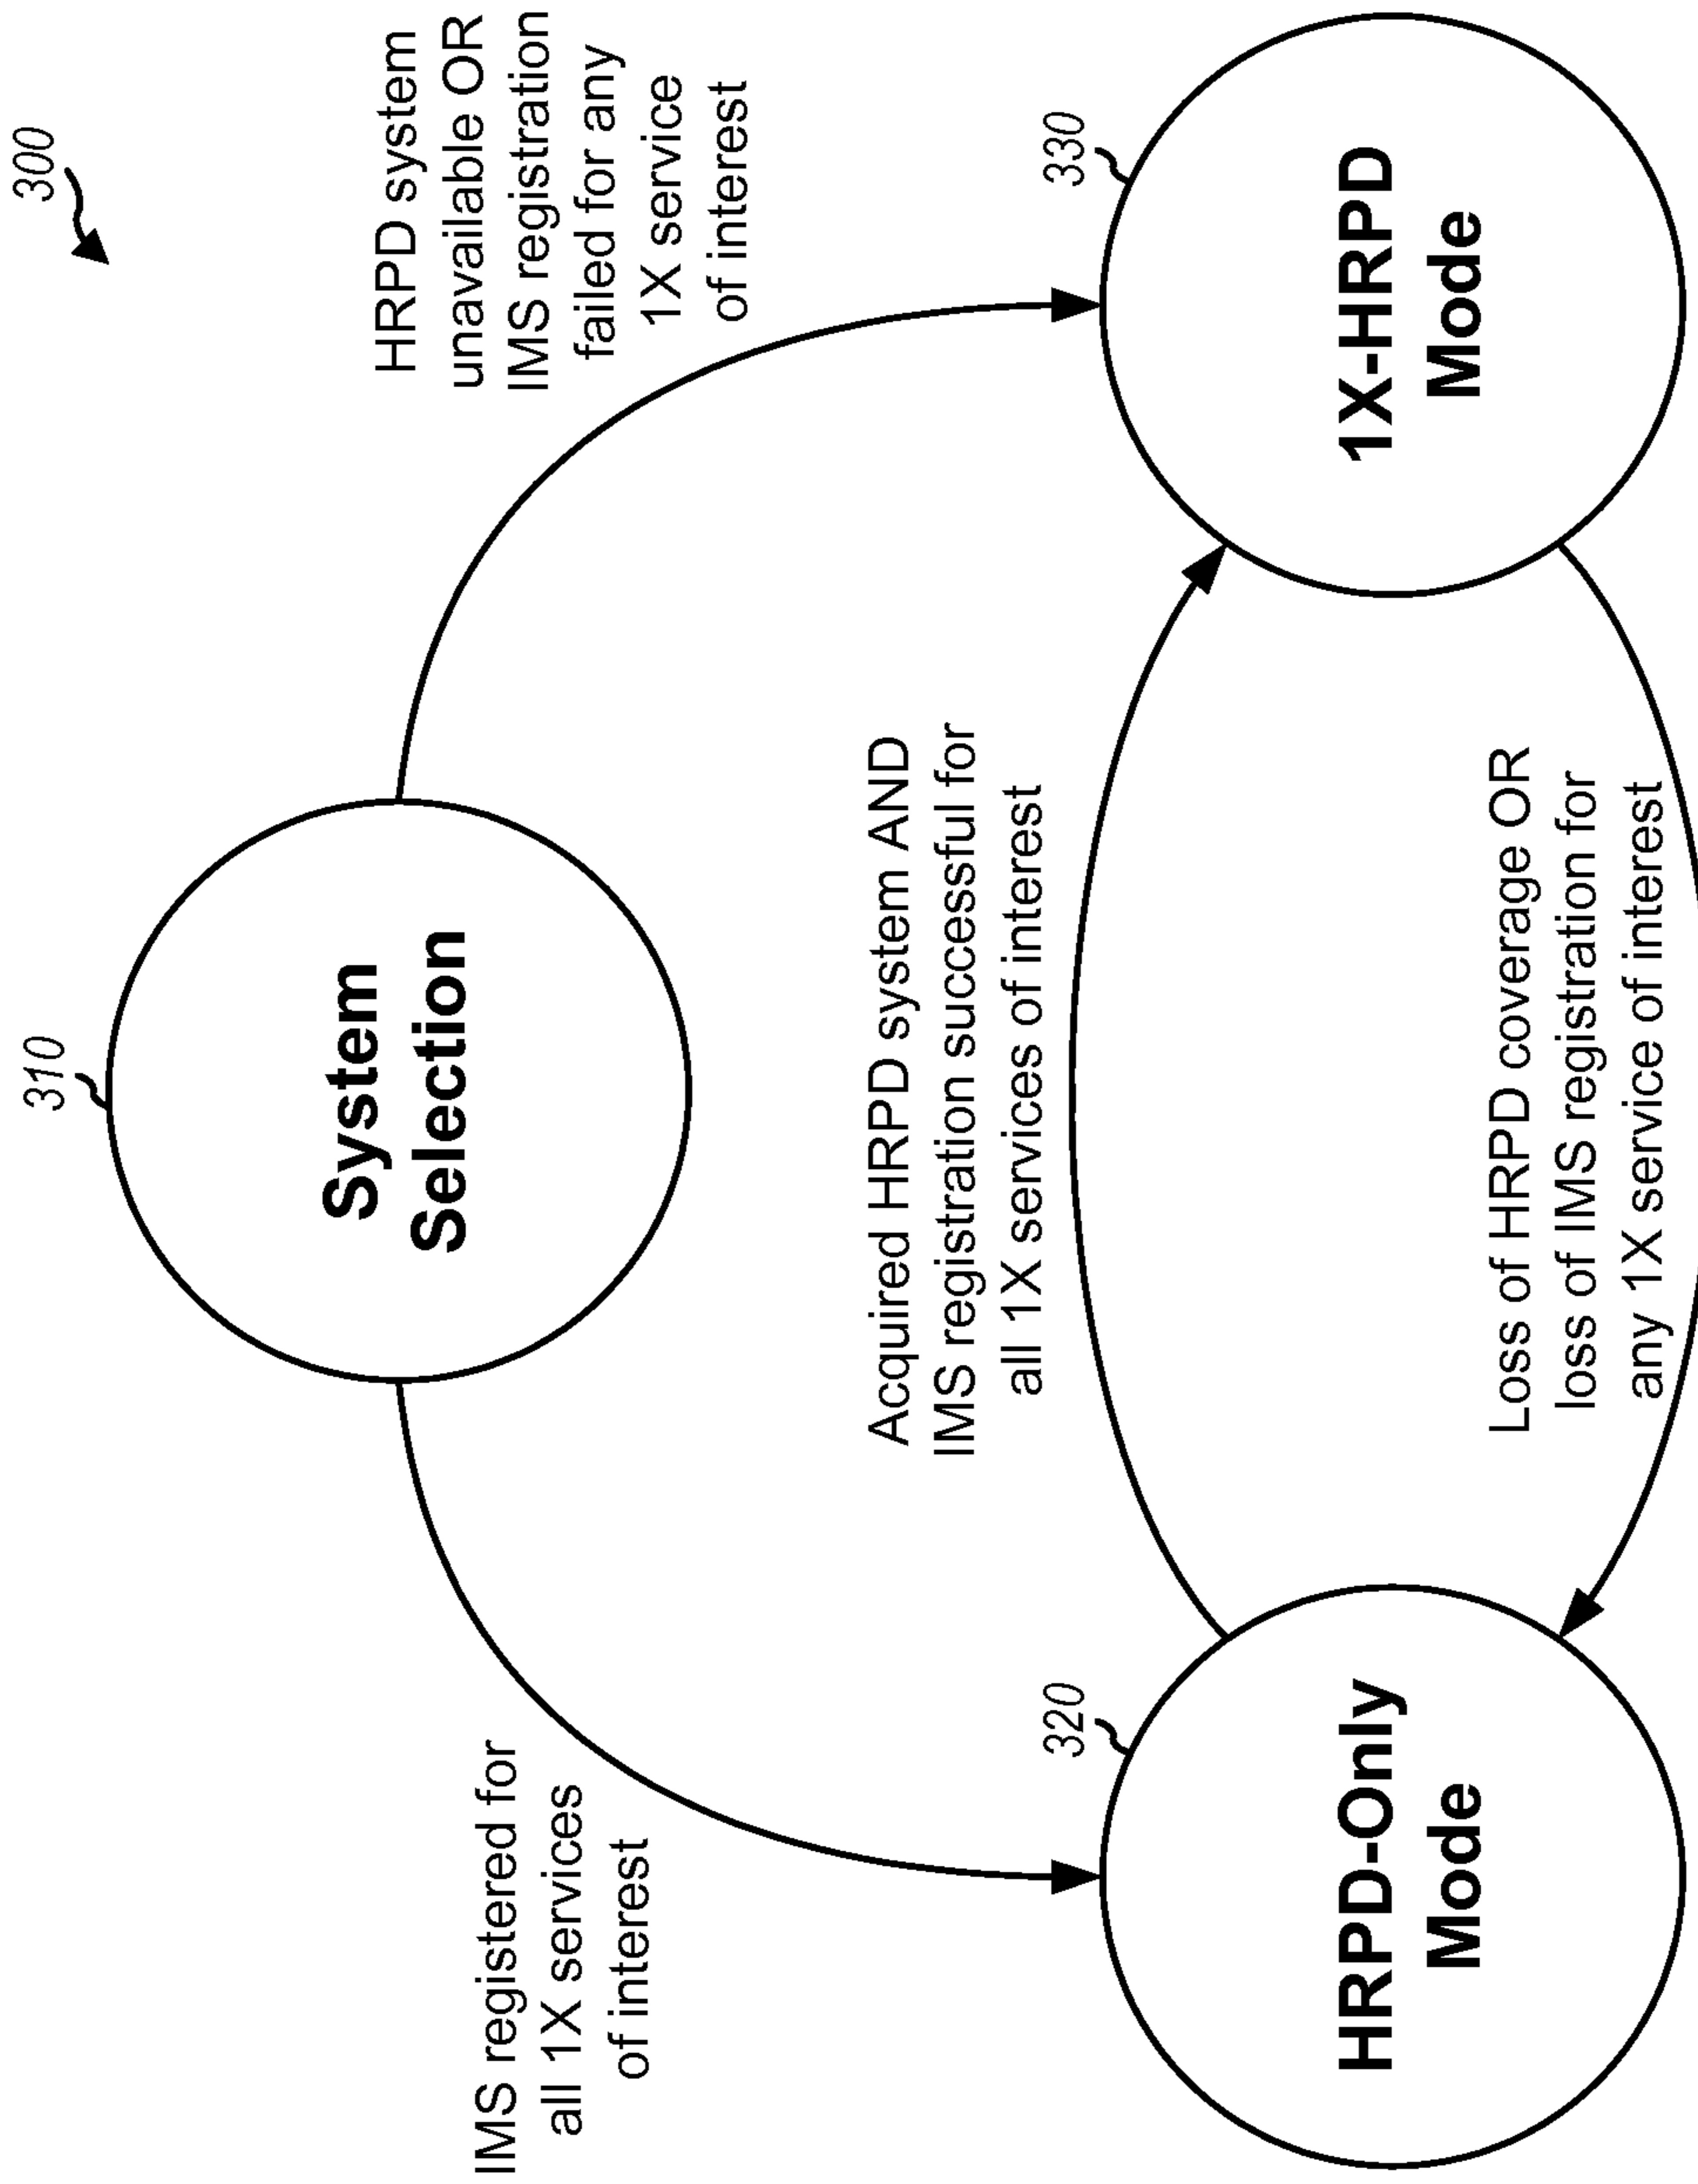 300
310
System
Selection
HRPD system
unavailable OR
IMS registration
failed for any
1X service
of interest
IMS registered for
all 1X services
of interest
Acquired HRPD system AND
IMS registration successful for
all 1X services of interest
320
HRPD-Only
Mode
330
1X-HRPD
Mode
Loss of HRPD coverage OR
loss of IMS registration for
any 1X service of interest